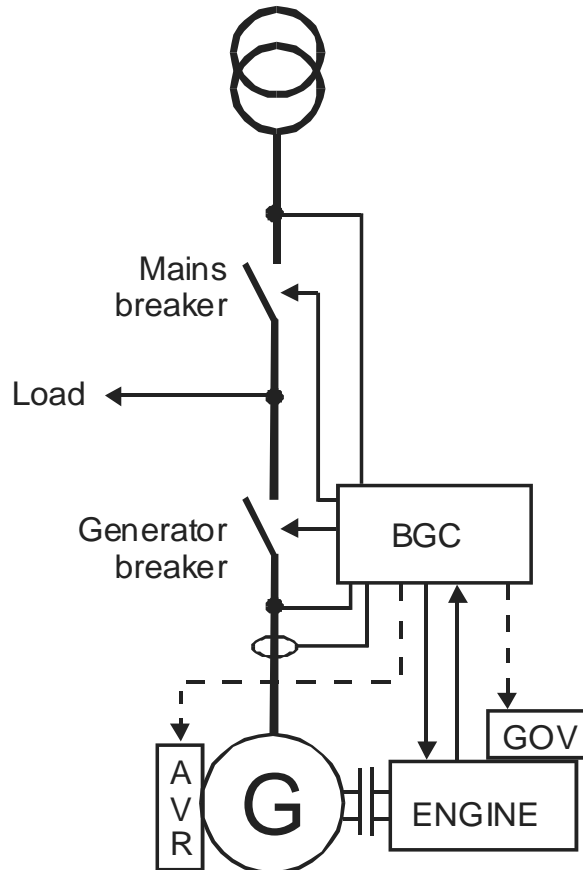 Mains
breaker
Load
Generator
breaker
BGC
GOV
A
V
R
G
ENGINE